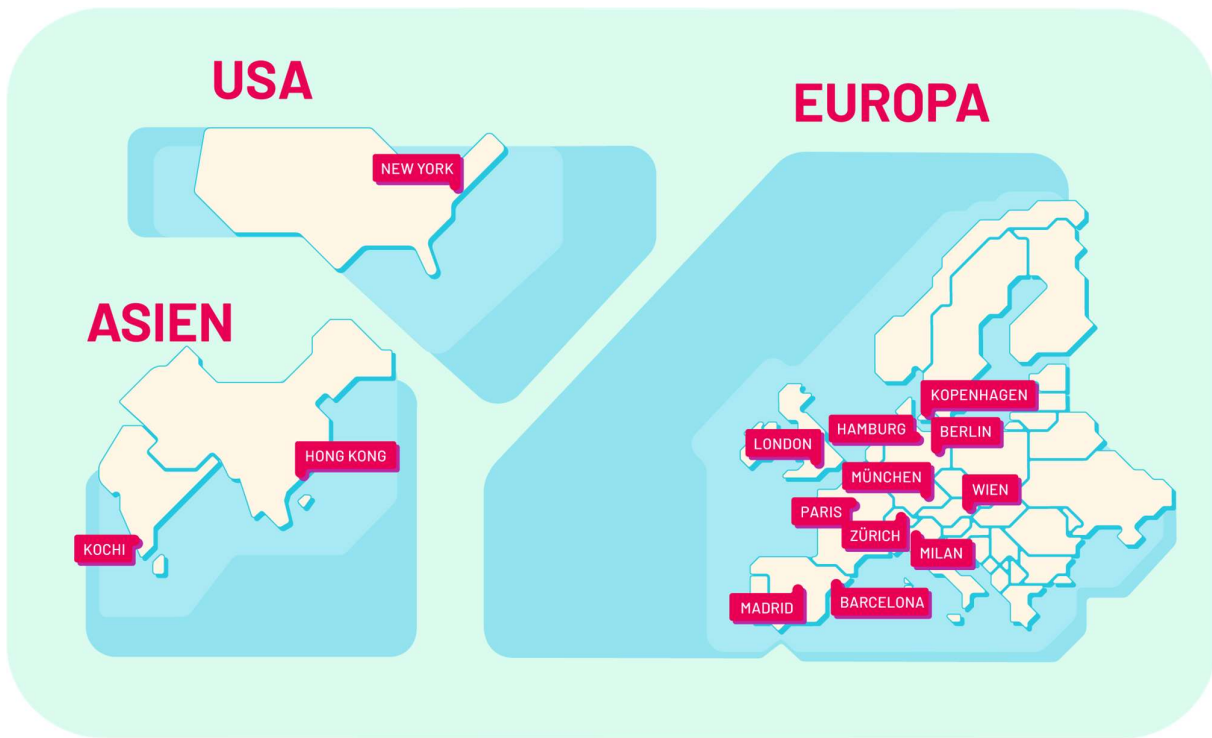 USA
NEW YORK
ASIEN
HONG KONG
KOCHI
EUROPA
KOPENHAGEN
HAMBURG
BERLIN
LONDON
MÜNCHEN
WIEN
PARIS
ZÜRICH
MILAN
MADRID
BARCELONA